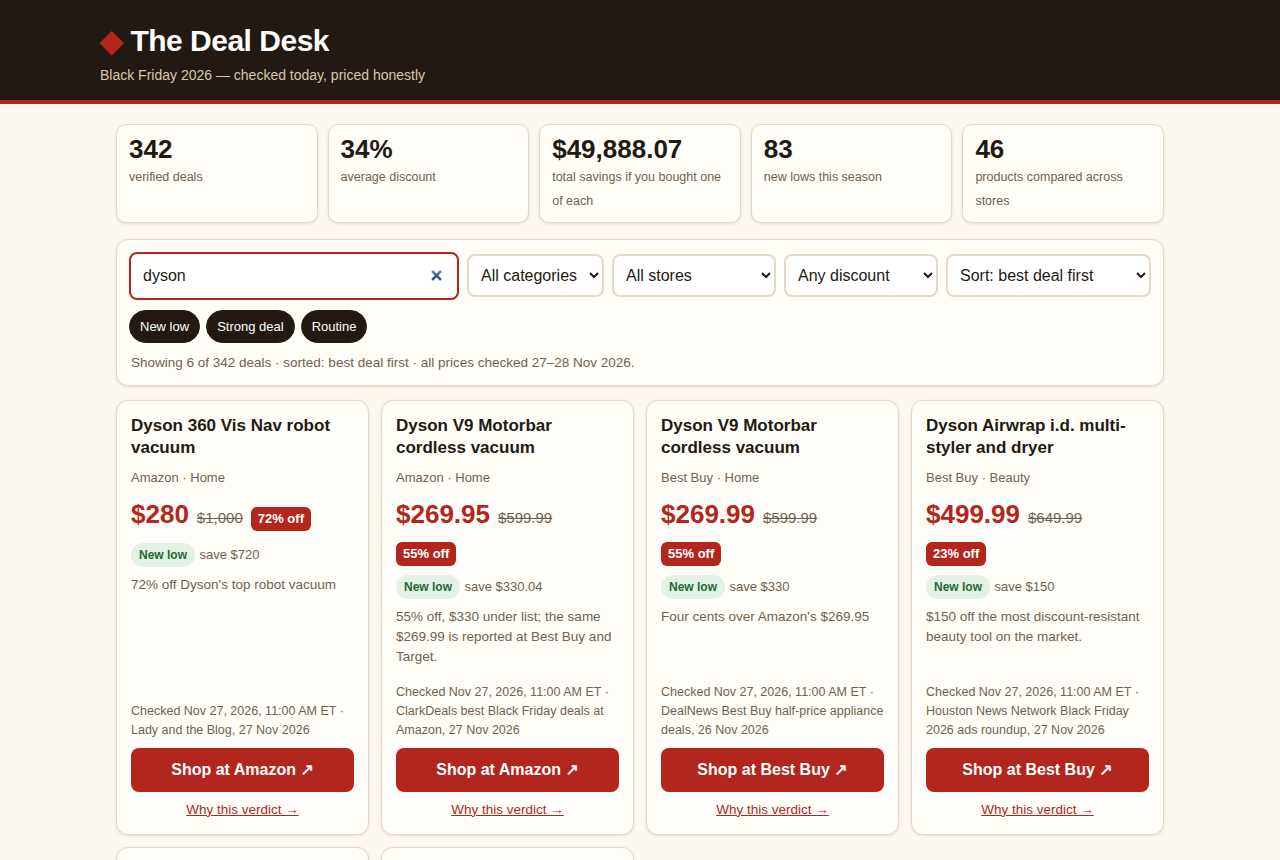 The Deal Desk
Black Friday 2026 — checked today, priced honestly
342
verified deals
34%
average discount
$49,888.07
total savings if you bought one
of each
83
new lows this season
46
products compared across
stores
dyson
All categories
All stores
Any discount
Sort: best deal first
New low
Strong deal
Routine
Showing 6 of 342 deals · sorted: best deal first · all prices checked 27–28 Nov 2026.
Dyson 360 Vis Nav robot
vacuum
Amazon · Home
$280 $1,000 72% off
New low save $720
72% off Dyson's top robot vacuum
Checked Nov 27, 2026, 11:00 AM ET ·
Lady and the Blog, 27 Nov 2026
Shop at Amazon ↗
Why this verdict →
Dyson V9 Motorbar
cordless vacuum
Amazon · Home
$269.95 $599.99
55% off
New low save $330.04
55% off, $330 under list; the same
$269.99 is reported at Best Buy and
Target.
Checked Nov 27, 2026, 11:00 AM ET ·
ClarkDeals best Black Friday deals at
Amazon, 27 Nov 2026
Shop at Amazon ↗
Why this verdict →
Dyson V9 Motorbar
cordless vacuum
Best Buy · Home
$269.99 $599.99
55% off
New low save $330
Four cents over Amazon's $269.95
Checked Nov 27, 2026, 11:00 AM ET ·
DealNews Best Buy half-price appliance
deals, 26 Nov 2026
Shop at Best Buy ↗
Why this verdict →
Dyson Airwrap i.d. multi-
styler and dryer
Best Buy · Beauty
$499.99 $649.99
23% off
New low save $150
$150 off the most discount-resistant
beauty tool on the market.
Checked Nov 27, 2026, 11:00 AM ET ·
Houston News Network Black Friday
2026 ads roundup, 27 Nov 2026
Shop at Best Buy ↗
Why this verdict →